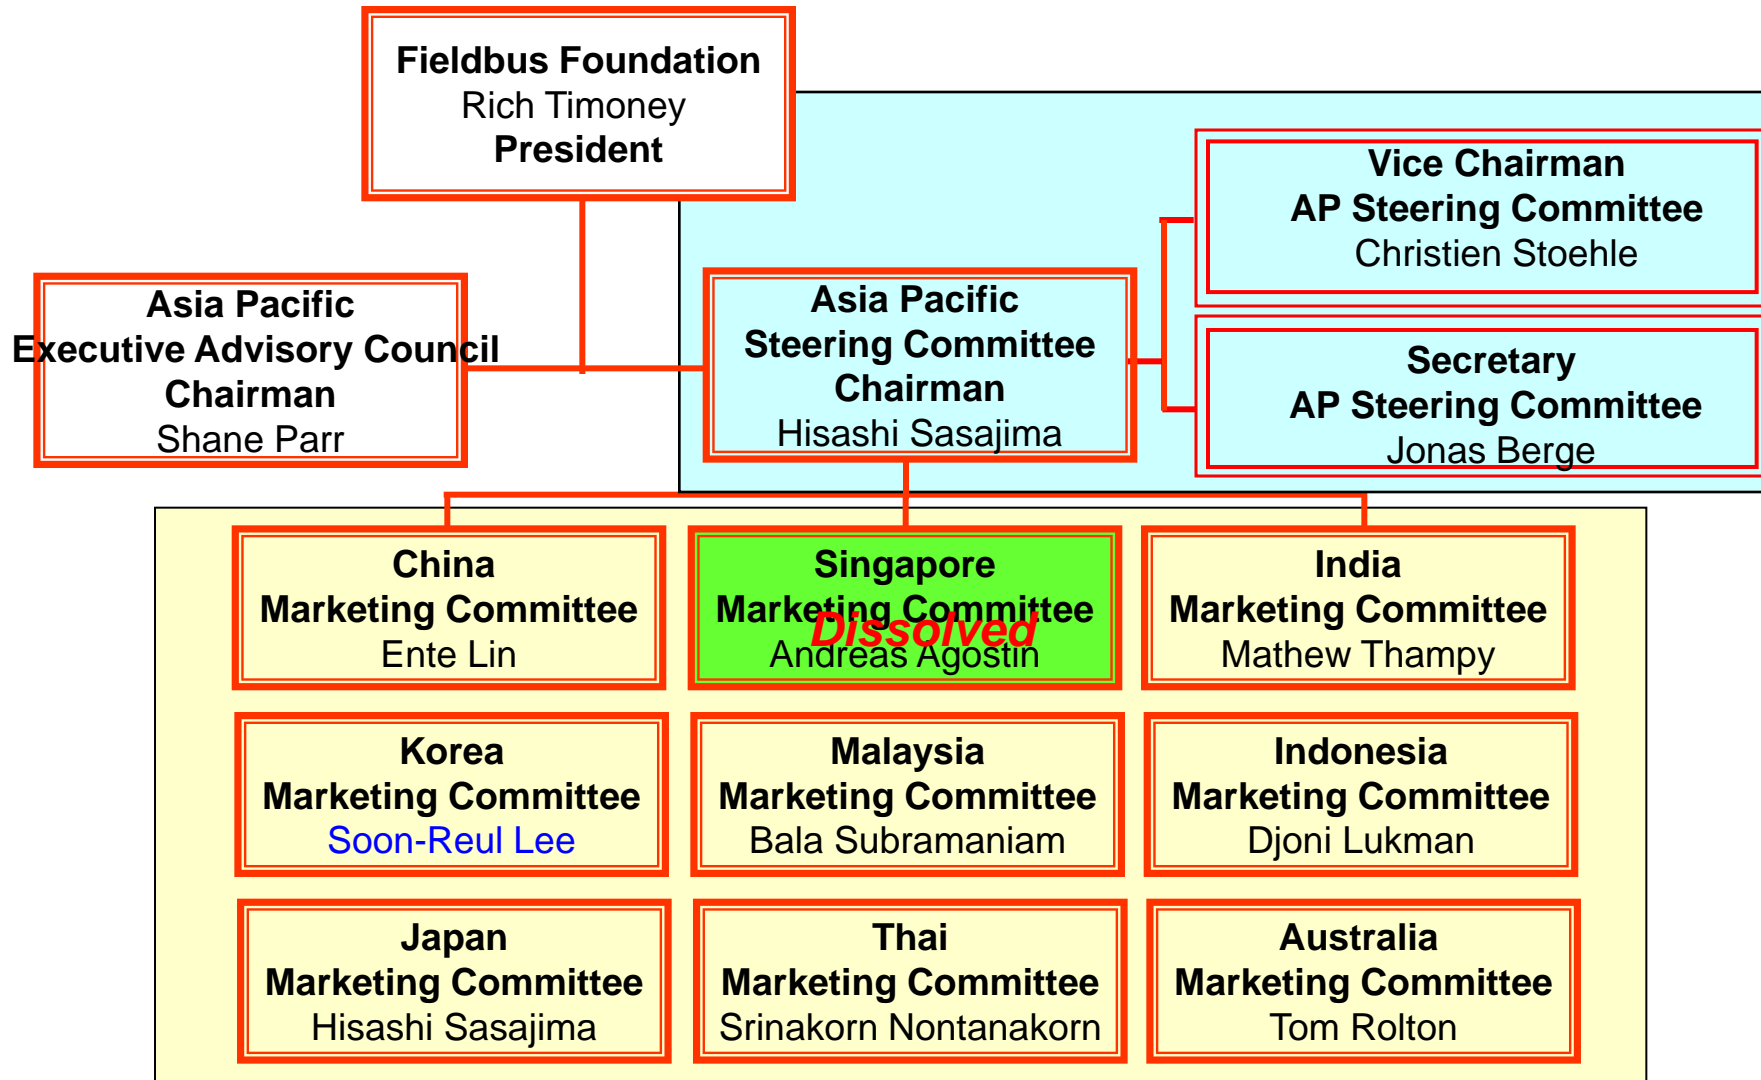 Fieldbus Foundation
Rich Timoney
President
Vice Chairman
AP Steering Committee
Christien Stoehle
Asia Pacific
Executive Advisory Council
Chairman
Shane Parr
Asia Pacific
Steering Committee
Chairman
Hisashi Sasajima
Secretary
AP Steering Committee
Jonas Berge
China
Marketing Committee
Ente Lin
Singapore
Marketing Committee
Dissolved
Andreas Agostin
India
Marketing Committee
Mathew Thampy
Korea
Marketing Committee
Soon-Reul Lee
Malaysia
Marketing Committee
Bala Subramaniam
Indonesia
Marketing Committee
Djoni Lukman
Japan
Marketing Committee
Hisashi Sasajima
Thai
Marketing Committee
Srinakorn Nontanakorn
Australia
Marketing Committee
Tom Rolton